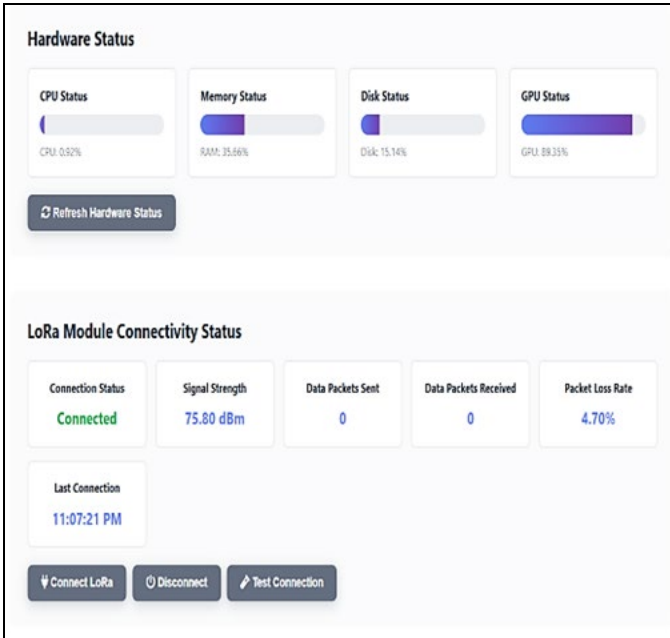 Hardware Status
CPU Status
CPU: 0.92%
Memory Status
RAM: 35.66%
Disk Status
Disk: 15.14%
GPU Status
GPU: 89.35%
Refresh Hardware Status
LoRa Module Connectivity Status
Connection Status
Connected
Signal Strength
75.80 dBm
Data Packets Sent
0
Data Packets Received
0
Packet Loss Rate
4.70%
Last Connection
11:07:21 PM
Connect LoRa
Disconnect
Test Connection